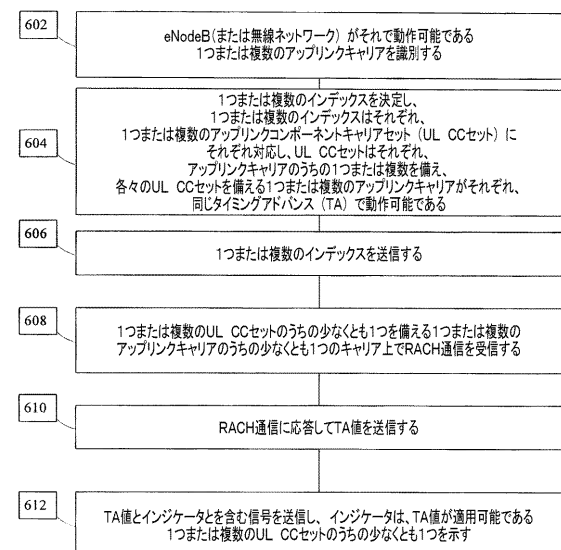 602
eNodeB(または無線ネットワーク)がそれで動作可能である
1つまたは複数のアップリンクキャリアを識別する
604
1つまたは複数のインデックスを決定し、
1つまたは複数のインデックスはそれぞれ、
1つまたは複数のアップリンクコンポーネントキャリアセット(UL CCセット)に
それぞれ対応し、UL CCセットはそれぞれ、
アップリンクキャリアのうちの1つまたは複数を備え、
各々のUL CCセットを備える1つまたは複数のアップリンクキャリアがそれぞれ、
同じタイミングアドバンス(TA)で動作可能である
606
1つまたは複数のインデックスを送信する
608
1つまたは複数のUL CCセットのうちの少なくとも1つを備える1つまたは複数の
アップリンクキャリアのうちの少なくとも1つのキャリア上でRACH通信を受信する
610
RACH通信に応答してTA値を送信する
612
TA値とインジケータとを含む信号を送信し、インジケータは、TA値が適用可能である
1つまたは複数のUL CCセットのうちの少なくとも1つを示す